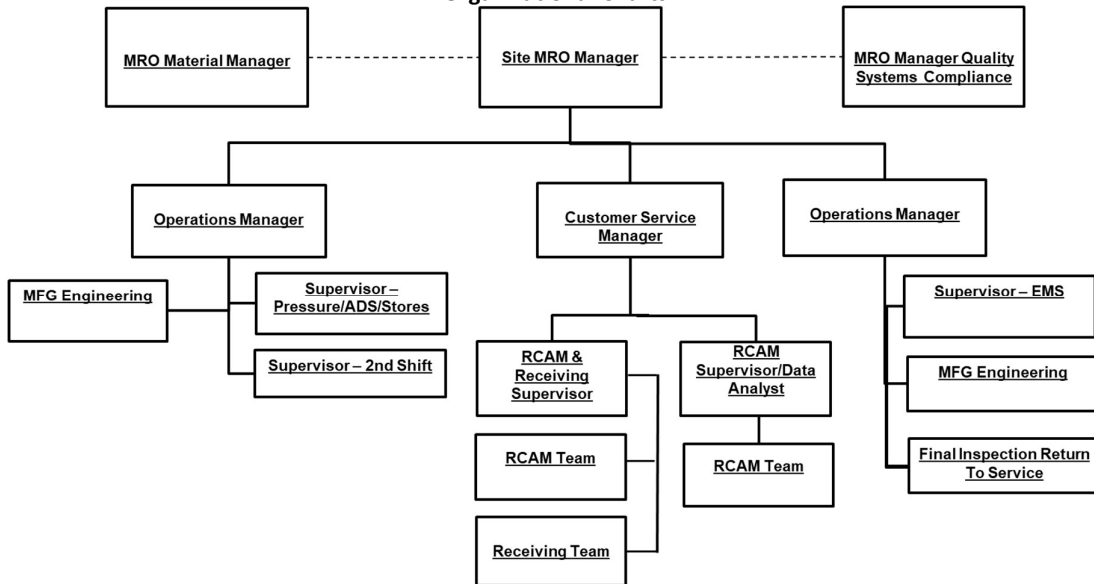 MRO Material Manager
Site MRO Manager
MRO Manager Quality
Systems Compliance
Operations Manager
Customer Service
Manager
Operations Manager
MFG Engineering
Supervisor –
Pressure/ADS/Stores
Supervisor – EMS
Supervisor – 2nd Shift
RCAM &
Receiving
Supervisor
RCAM
Supervisor/Data
Analyst
MFG Engineering
RCAM Team
RCAM Team
Final Inspection Return
To Service
Receiving Team